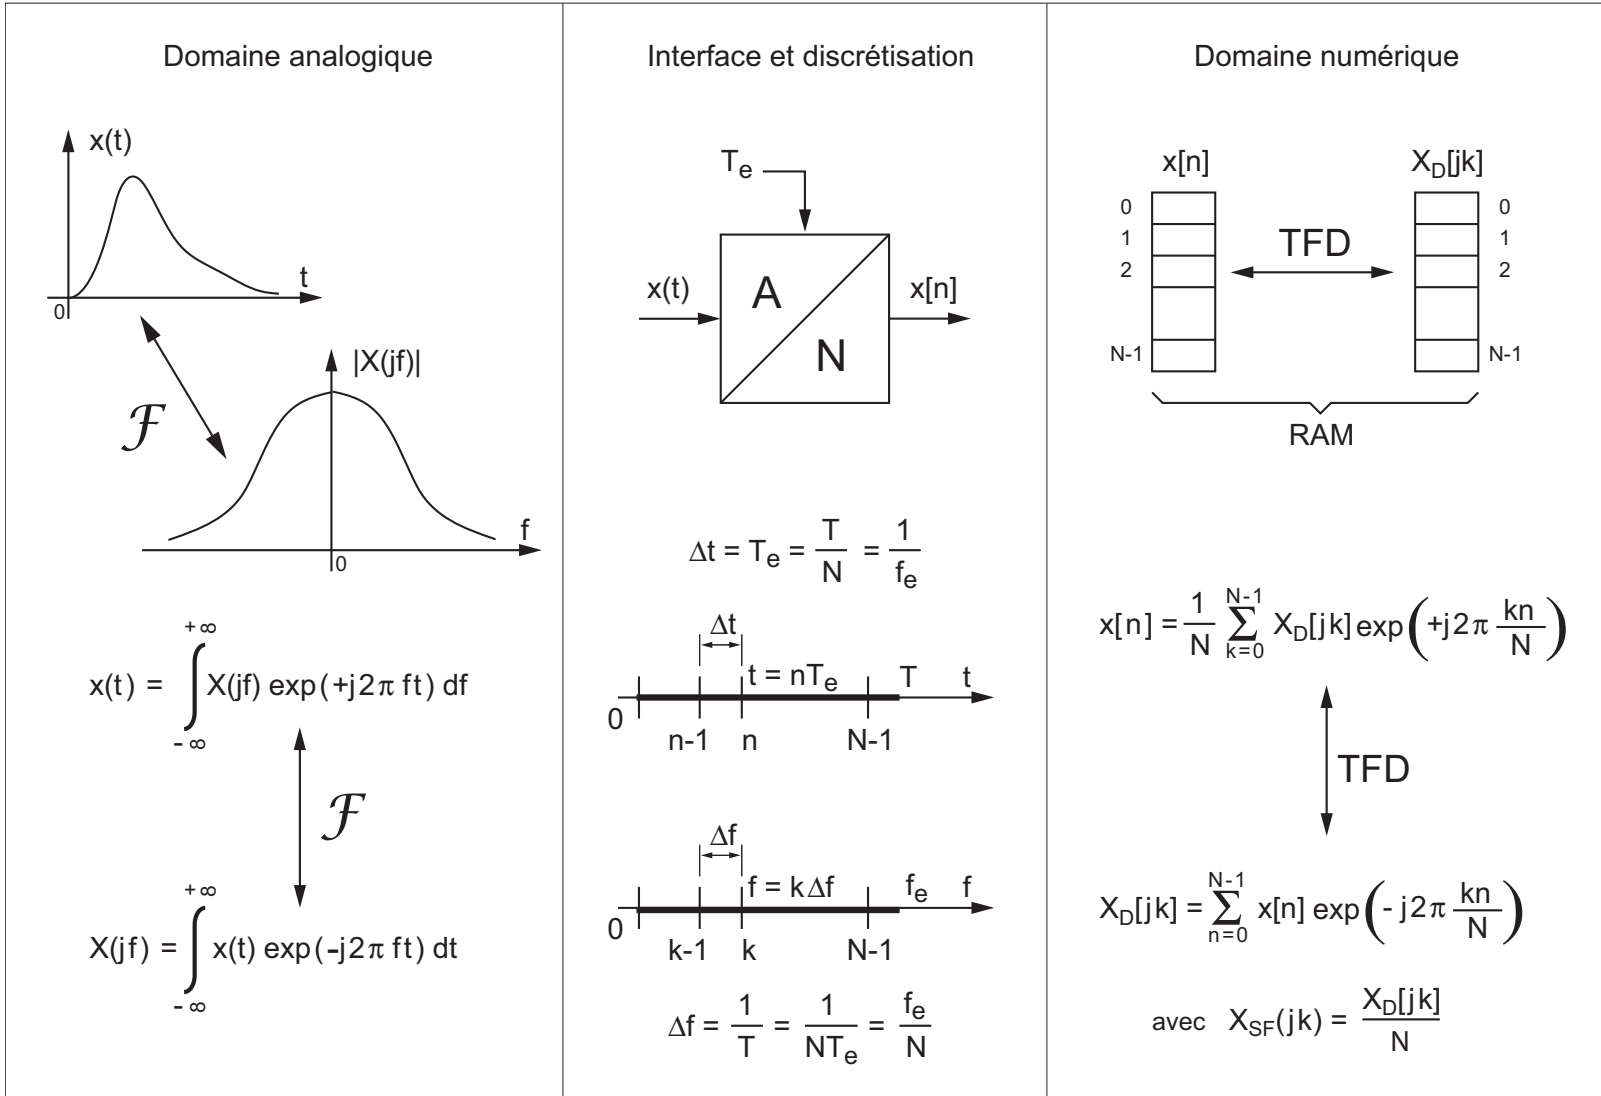 Domaine analogique
x(t)
t
0
ℱ
|X(jf)|
f
0
x(t) = ∫_{-∞}^{+∞} X(jf) exp(+j2π ft) df
ℱ
X(jf) = ∫_{-∞}^{+∞} x(t) exp(-j2π ft) dt
Interface et discrétisation
T_e
x(t)
A
N
x[n]
Δt = T_e = T/N = 1/f_e
Δt
t = nT_e
T
t
0
n-1
n
N-1
Δf
f = kΔf
f_e
f
0
k-1
k
N-1
Δf = 1/T = 1/NT_e = f_e/N
Domaine numérique
x[n]
X_D[jk]
0
1
2
N-1
TFD
0
1
2
N-1
RAM
x[n] = 1/N ∑_{k=0}^{N-1} X_D[jk] exp(+j2π kn/N)
TFD
X_D[jk] = ∑_{n=0}^{N-1} x[n] exp(-j2π kn/N)
avec X_SF(jk) = X_D[jk]/N